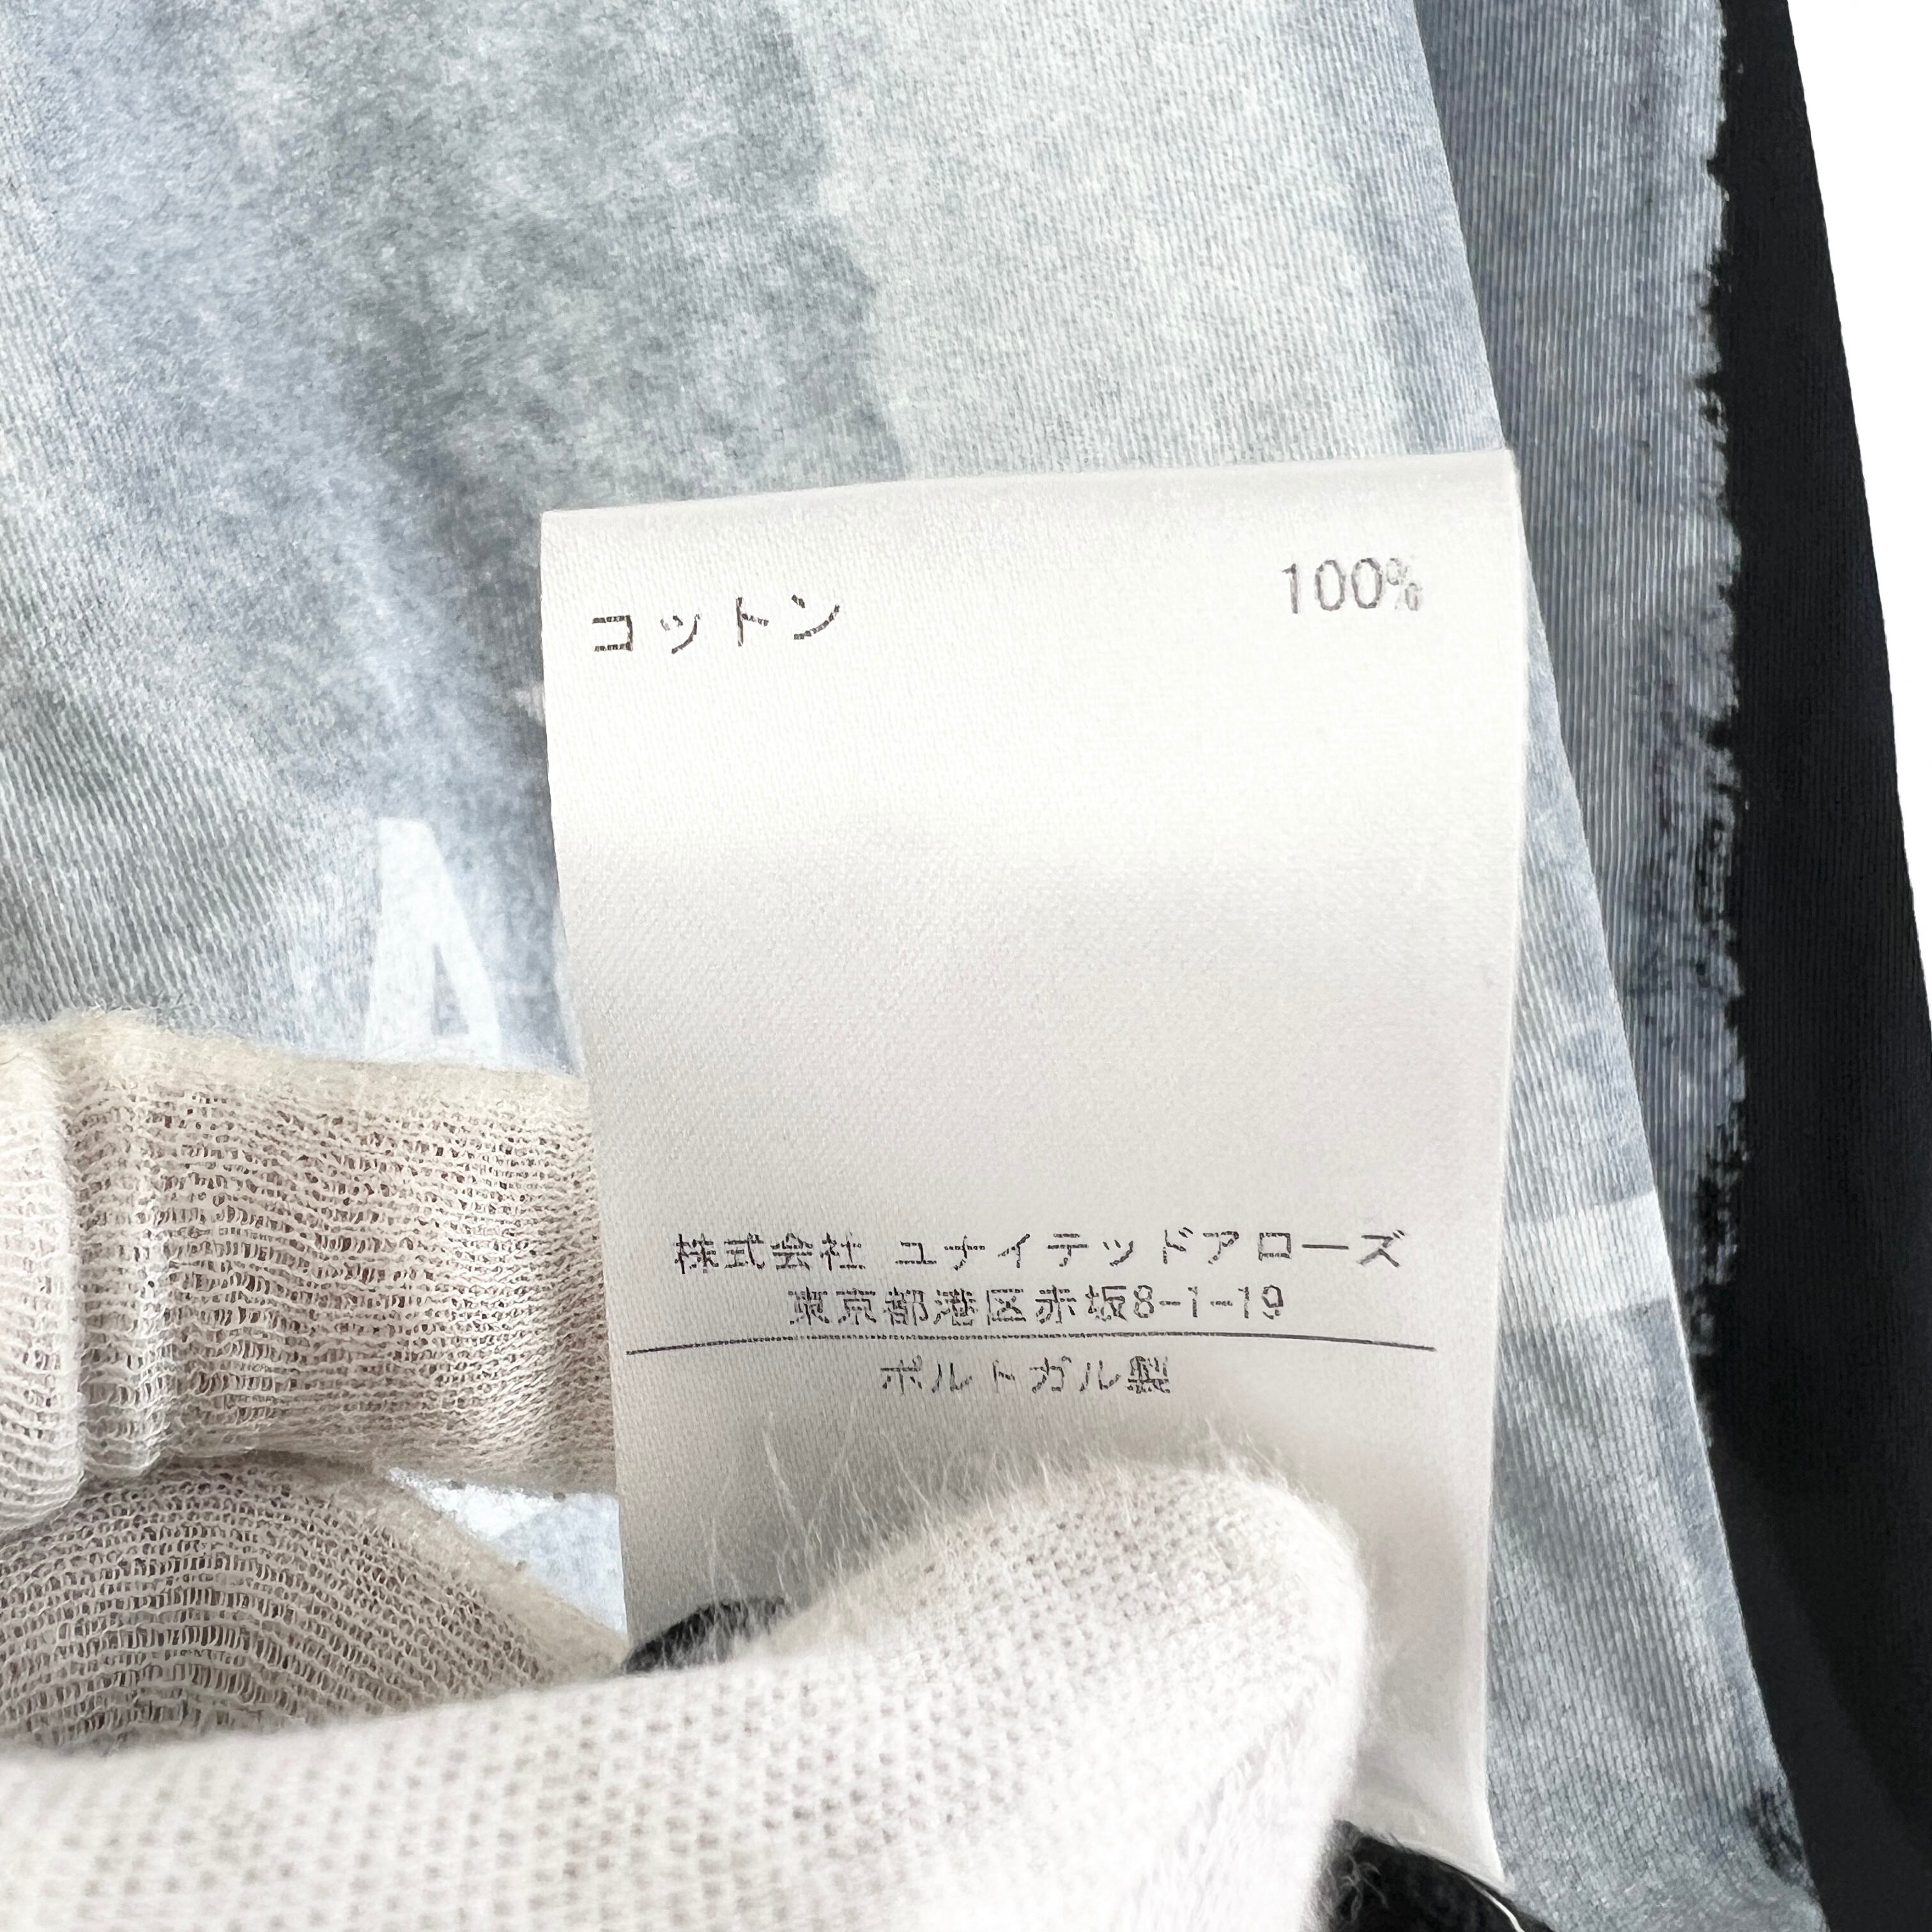 コットン 100%
A
株式会社 ユナイテッドアローズ
東京都港区赤坂8-1-19
ポルトガル製